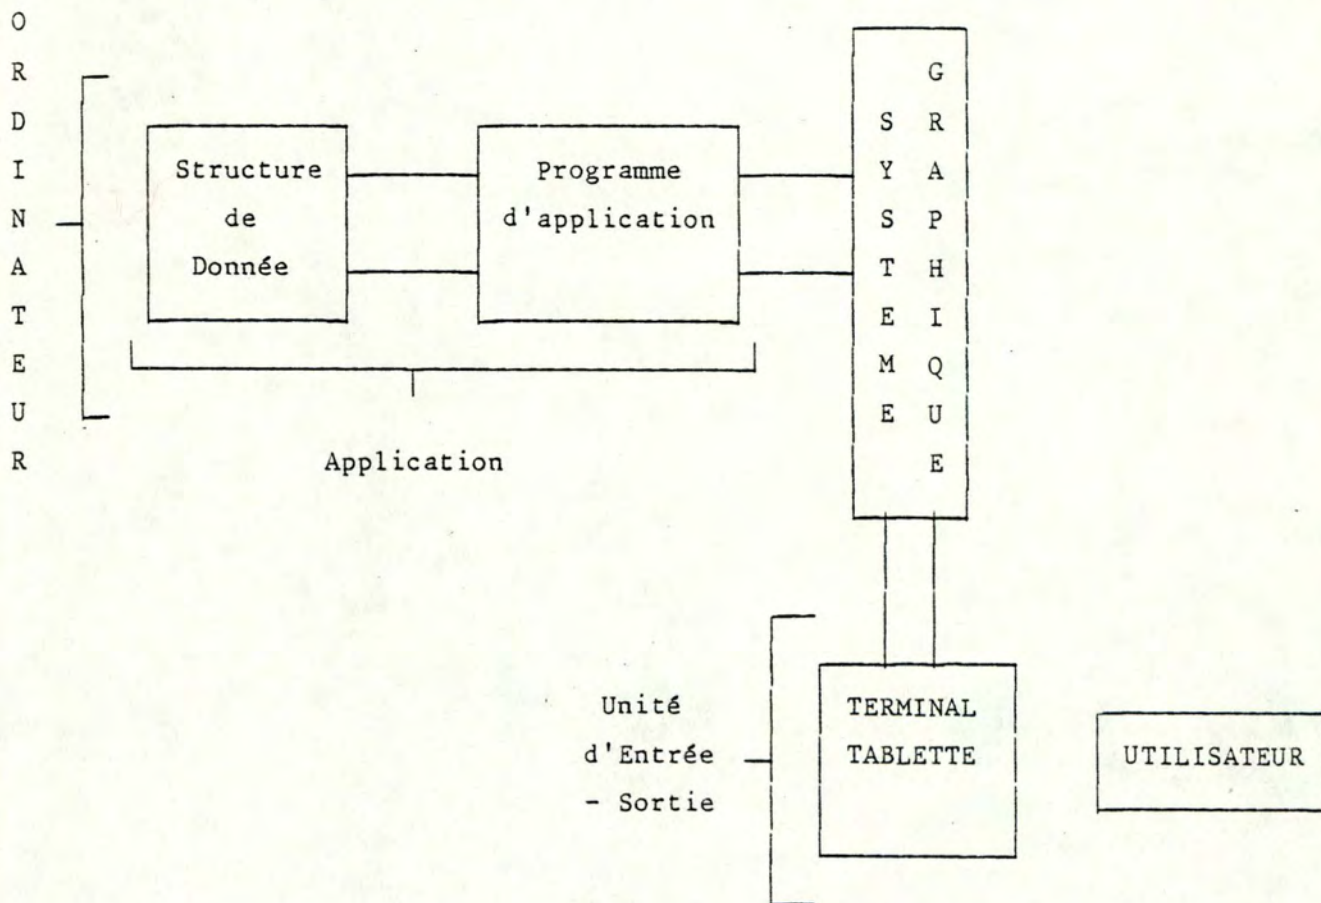 ORDINATEUR
Structure
de
Donnée
Programme
d'application
SYSTEME
GRAPHIQUE
Application
Unité
d'Entrée
- Sortie
TERMINAL
TABLETTE
UTILISATEUR